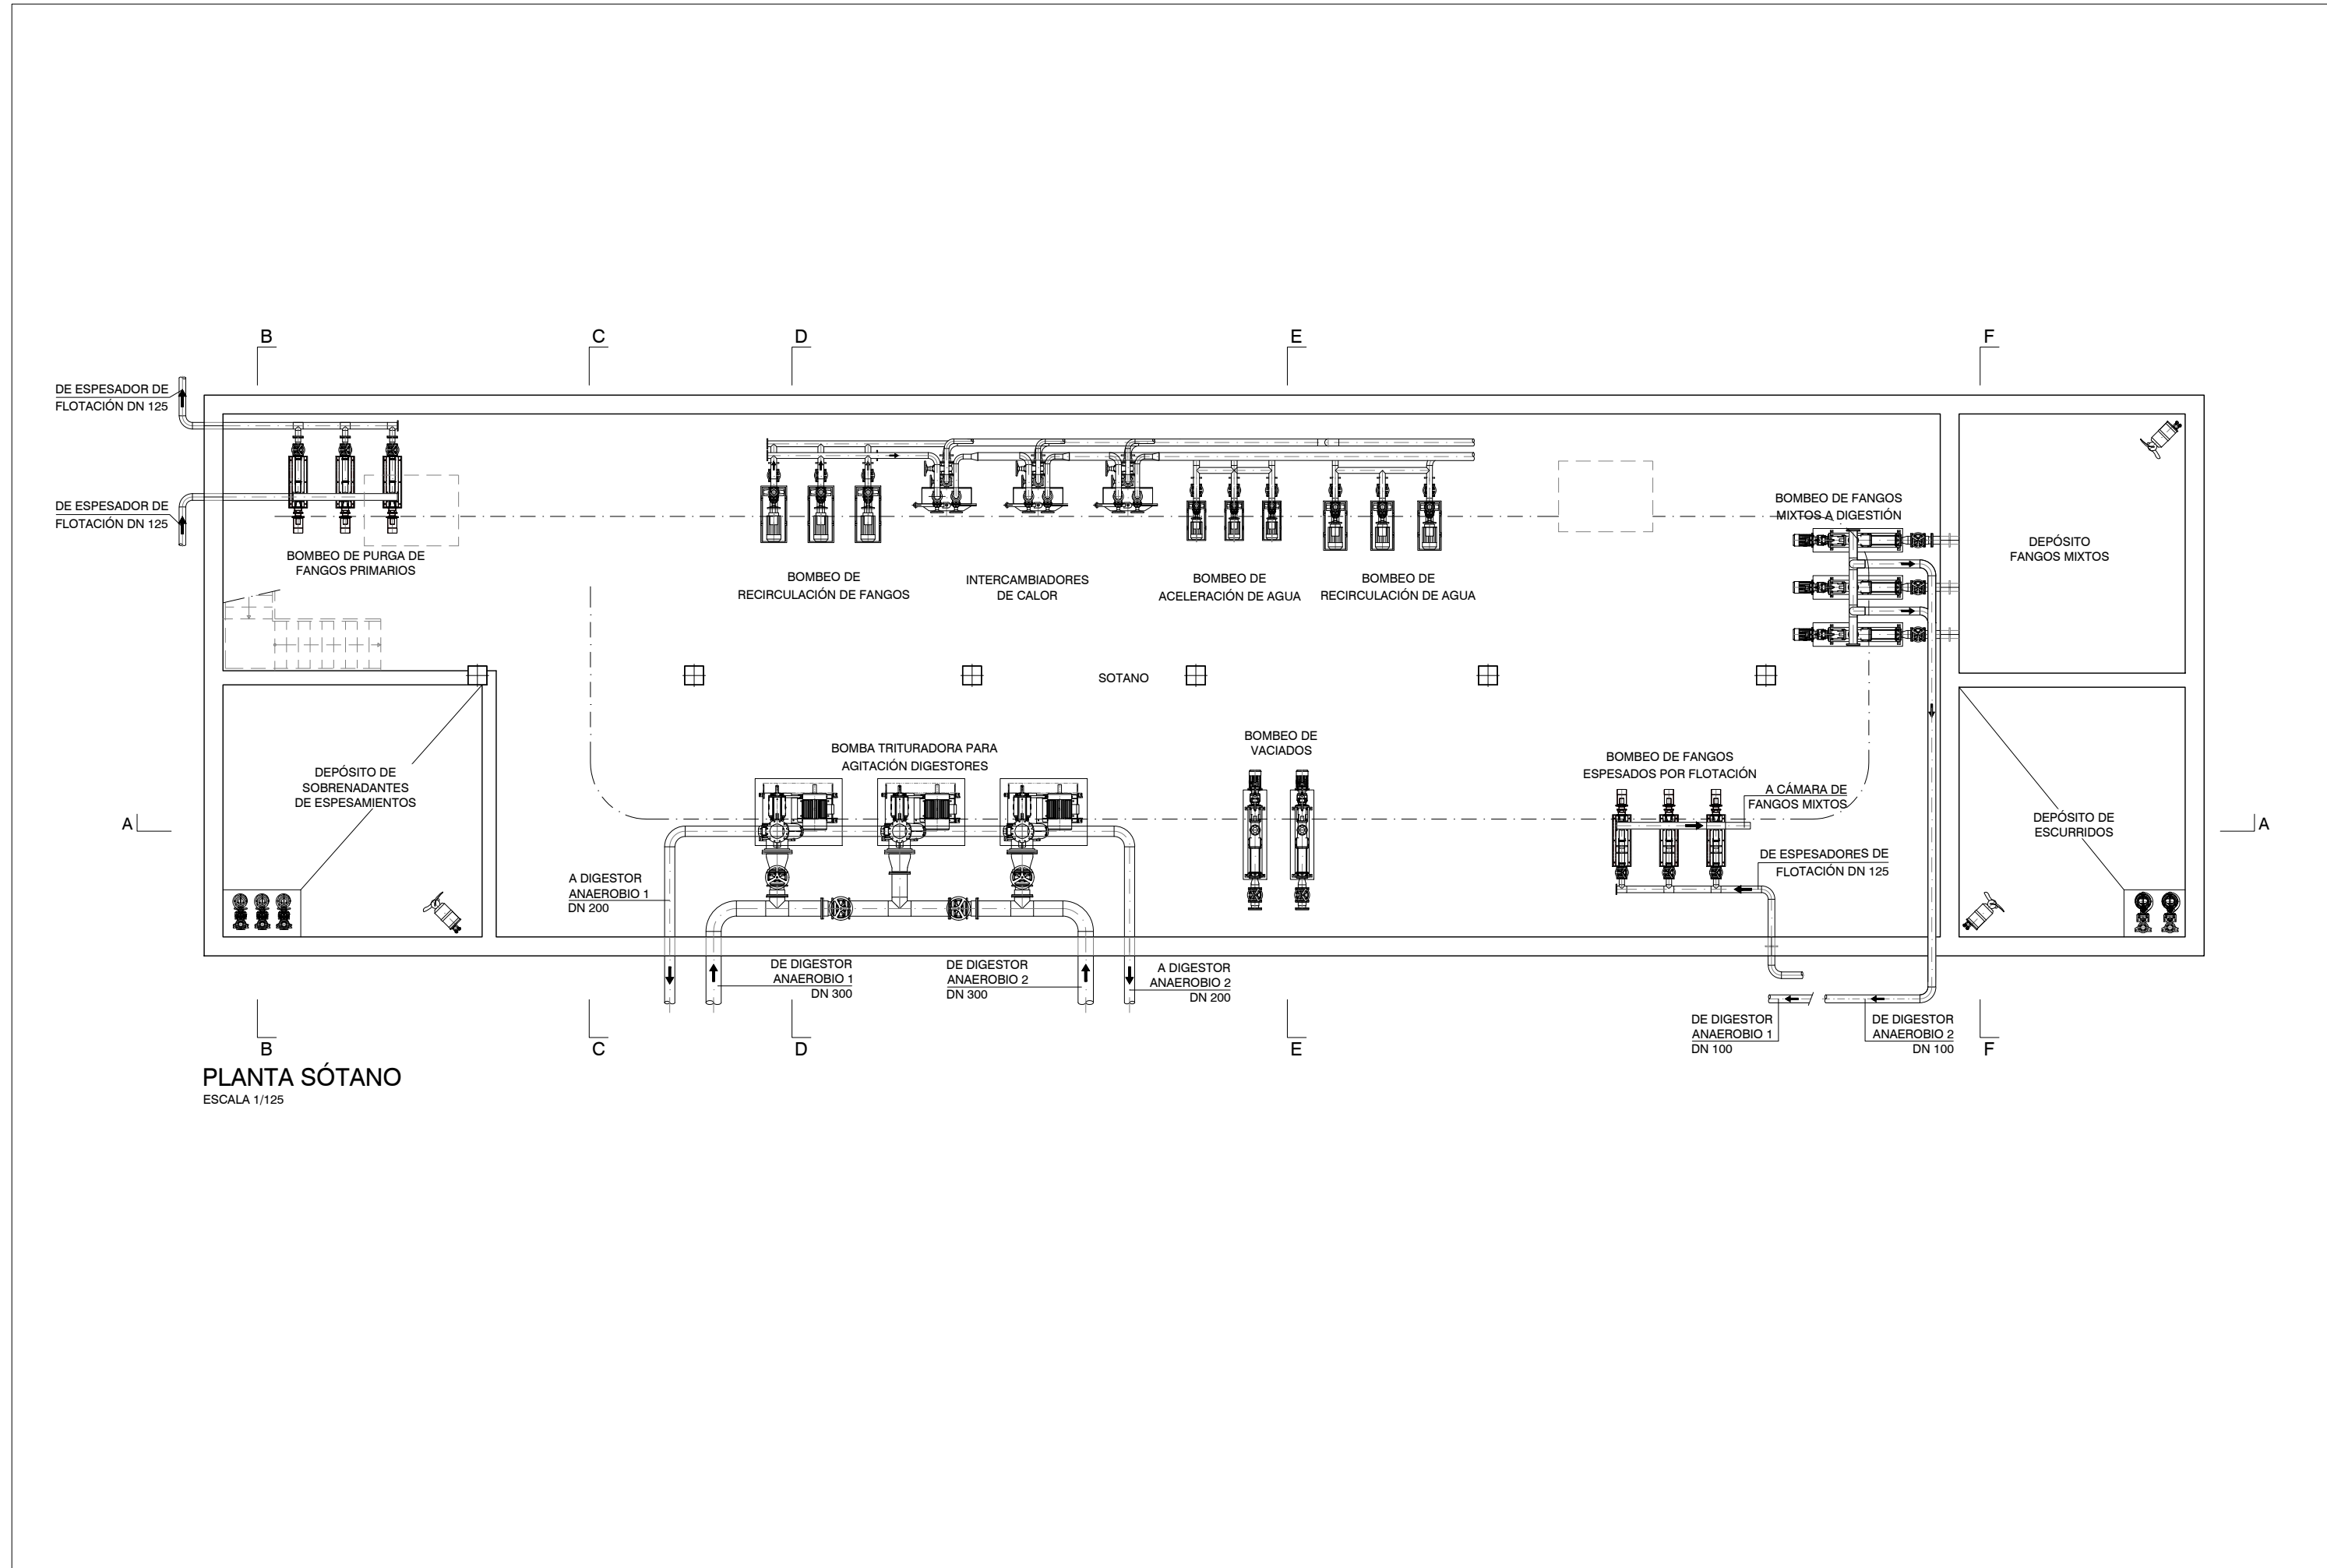 B
C
D
E
F
DE ESPESADOR DE
FLOTACIÓN DN 125
DE ESPESADOR DE
FLOTACIÓN DN 125
BOMBEO DE PURGA DE
FANGOS PRIMARIOS
BOMBEO DE
RECIRCULACIÓN DE FANGOS
INTERCAMBIADORES
DE CALOR
BOMBEO DE
ACELERACIÓN DE AGUA
BOMBEO DE
RECIRCULACIÓN DE AGUA
BOMBEO DE FANGOS
MIXTOS A DIGESTIÓN
DEPÓSITO
FANGOS MIXTOS
SOTANO
DEPÓSITO DE
SOBRENADANTES
DE ESPESAMIENTOS
BOMBA TRITURADORA PARA
AGITACIÓN DIGESTORES
BOMBEO DE
VACIADOS
BOMBEO DE FANGOS
ESPESADOS POR FLOTACIÓN
A CÁMARA DE
FANGOS MIXTOS
DEPÓSITO DE
ESCURRIDOS
A
A
DE ESPESADORES DE
FLOTACIÓN DN 125
A DIGESTOR
ANAEROBIO 1
DN 200
DE DIGESTOR
ANAEROBIO 1
DN 300
DE DIGESTOR
ANAEROBIO 2
DN 300
A DIGESTOR
ANAEROBIO 2
DN 200
DE DIGESTOR
ANAEROBIO 1
DN 100
DE DIGESTOR
ANAEROBIO 2
DN 100
B
C
D
E
F
PLANTA SÓTANO
ESCALA 1/125